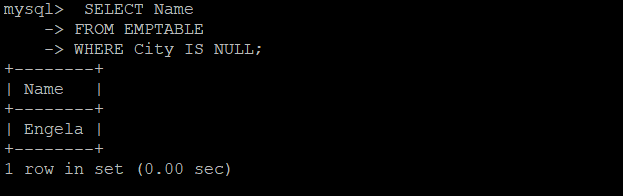 mysql>  SELECT Name
    -> FROM EMPTABLE
    -> WHERE City IS NULL;
+--------+
| Name   |
+--------+
| Engela |
+--------+
1 row in set (0.00 sec)